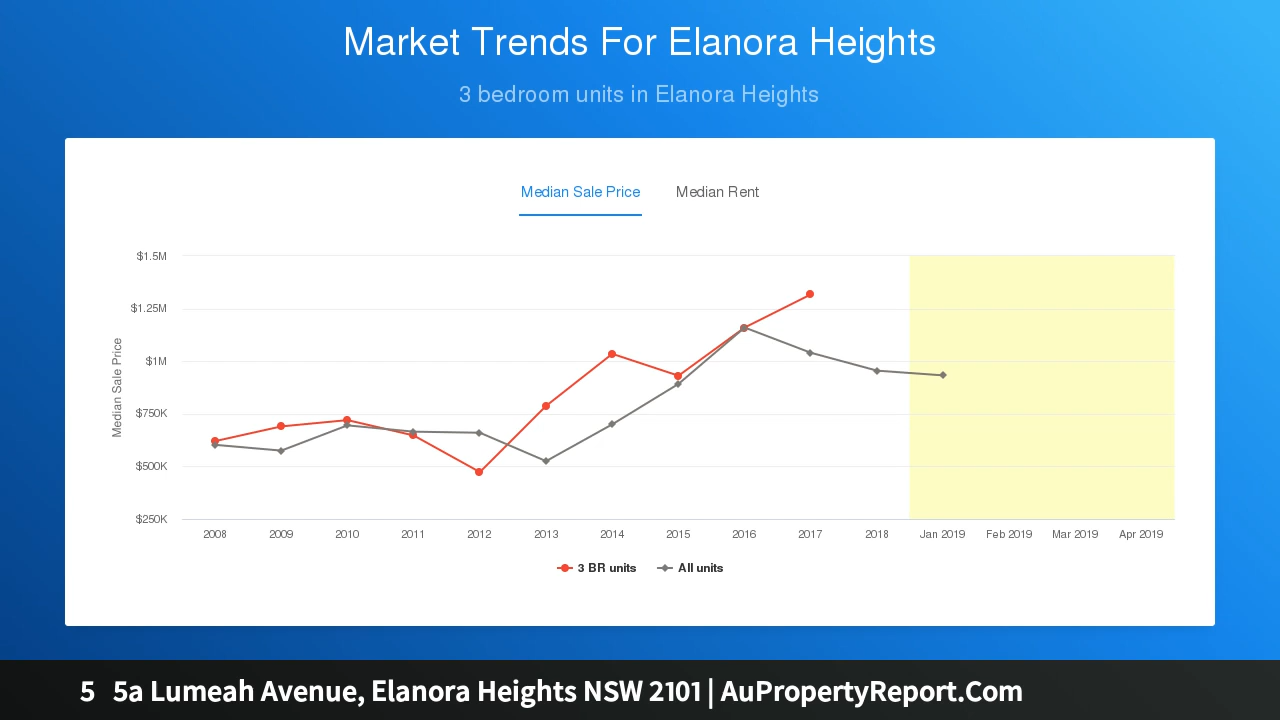 Market Trends For Elanora Heights
3 bedroom units in Elanora Heights
Median Sale Price Median Rent
$1.5M
$1.25M
$1M
$750K
$500K
$250K
Median Sale Price
2008 2009 2010 2011 2012 2013 2014 2015 2016 2017 2018 Jan 2019 Feb 2019 Mar 2019 Apr 2019
3 BR units All units
5 5a Lumeah Avenue, Elanora Heights NSW 2101 | AuPropertyReport.Com